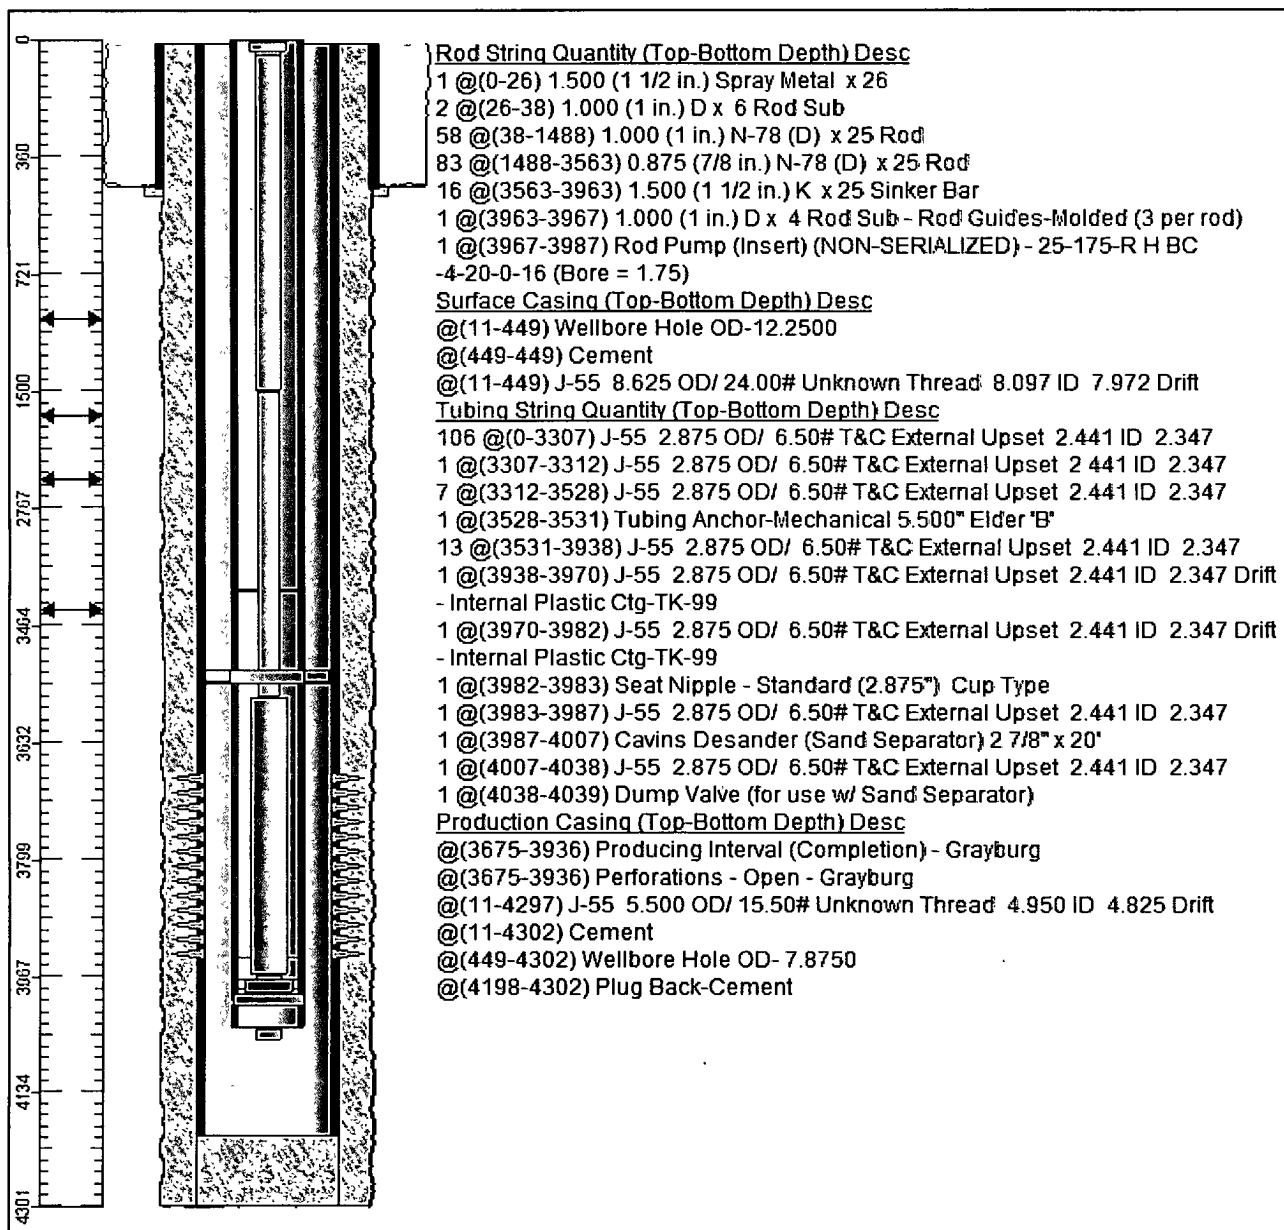 0
360
721
1500
2767
3464
3632
3799
3967
4134
4301
Rod String Quantity (Top-Bottom Depth) Desc
1 @(0-26) 1.500 (1 1/2 in.) Spray Metal x 26
2 @(26-38) 1.000 (1 in.) D x 6 Rod Sub
58 @(38-1488) 1.000 (1 in.) N-78 (D) x 25 Rod
83 @(1488-3563) 0.875 (7/8 in.) N-78 (D) x 25 Rod
16 @(3563-3963) 1.500 (1 1/2 in.) K x 25 Sinker Bar
1 @(3963-3967) 1.000 (1 in.) D x 4 Rod Sub - Rod Guides-Molded (3 per rod)
1 @(3967-3987) Rod Pump (Insert) (NON-SERIALIZED) - 25-175-R H BC
-4-20-0-16 (Bore = 1.75)
Surface Casing (Top-Bottom Depth) Desc
@(11-449) Wellbore Hole OD-12.2500
@(449-449) Cement
@(11-449) J-55 8.625 OD/ 24.00# Unknown Thread 8.097 ID 7.972 Drift
Tubing String Quantity (Top-Bottom Depth) Desc
106 @(0-3307) J-55 2.875 OD/ 6.50# T&C External Upset 2.441 ID 2.347
1 @(3307-3312) J-55 2.875 OD/ 6.50# T&C External Upset 2 441 ID 2.347
7 @(3312-3528) J-55 2.875 OD/ 6.50# T&C External Upset 2.441 ID 2.347
1 @(3528-3531) Tubing Anchor-Mechanical 5.500" Elder 'B'
13 @(3531-3938) J-55 2.875 OD/ 6.50# T&C External Upset 2.441 ID 2.347
1 @(3938-3970) J-55 2.875 OD/ 6.50# T&C External Upset 2.441 ID 2.347 Drift
- Internal Plastic Ctg-TK-99
1 @(3970-3982) J-55 2.875 OD/ 6.50# T&C External Upset 2.441 ID 2.347 Drift
- Internal Plastic Ctg-TK-99
1 @(3982-3983) Seat Nipple - Standard (2.875") Cup Type
1 @(3983-3987) J-55 2.875 OD/ 6.50# T&C External Upset 2.441 ID 2.347
1 @(3987-4007) Cavins Desander (Sand Separator) 2 7/8" x 20'
1 @(4007-4038) J-55 2.875 OD/ 6.50# T&C External Upset 2.441 ID 2.347
1 @(4038-4039) Dump Valve (for use w/ Sand Separator)
Production Casing (Top-Bottom Depth) Desc
@(3675-3936) Producing Interval (Completion) - Grayburg
@(3675-3936) Perforations - Open - Grayburg
@(11-4297) J-55 5.500 OD/ 15.50# Unknown Thread 4.950 ID 4.825 Drift
@(11-4302) Cement
@(449-4302) Wellbore Hole OD- 7.8750
@(4198-4302) Plug Back-Cement